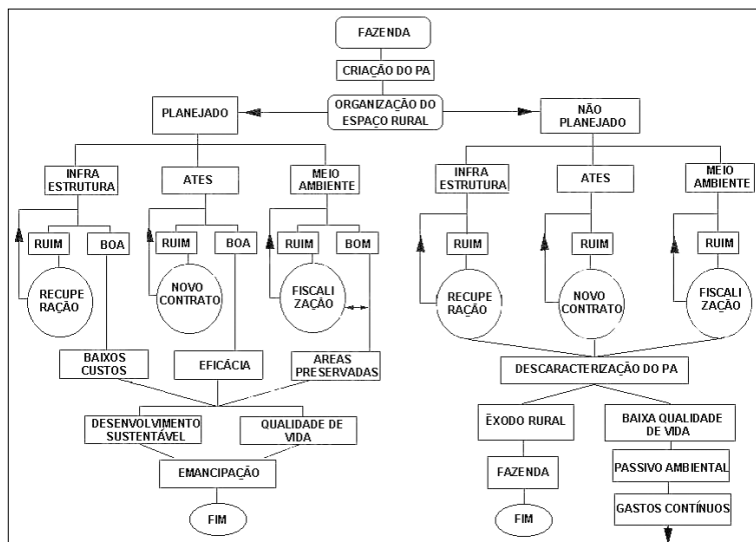 FAZENDA
CRIAÇÃO DO PA
ORGANIZAÇÃO DO
ESPAÇO RURAL
PLANEJADO
NÃO
PLANEJADO
INFRA
ESTRUTURA
ATES
MEIO
AMBIENTE
INFRA
ESTRUTURA
ATES
MEIO
AMBIENTE
RUIM
BOA
RUIM
BOA
RUIM
BOM
RUIM
RUIM
RUIM
RECUPE
RAÇÃO
NOVO
CONTRATO
FISCALI
ZAÇÃO
RECUPE
RAÇÃO
NOVO
CONTRATO
FISCALI
ZAÇÃO
BAIXOS
CUSTOS
EFICÁCIA
AREAS
PRESERVADAS
DESCARACTERIZAÇÃO DO PA
DESENVOLVIMENTO
SUSTENTÁVEL
QUALIDADE DE
VIDA
ÊXODO RURAL
BAIXA QUALIDADE
DE VIDA
EMANCIPAÇÃO
FAZENDA
PASSIVO AMBIENTAL
FIM
FIM
GASTOS CONTÍNUOS